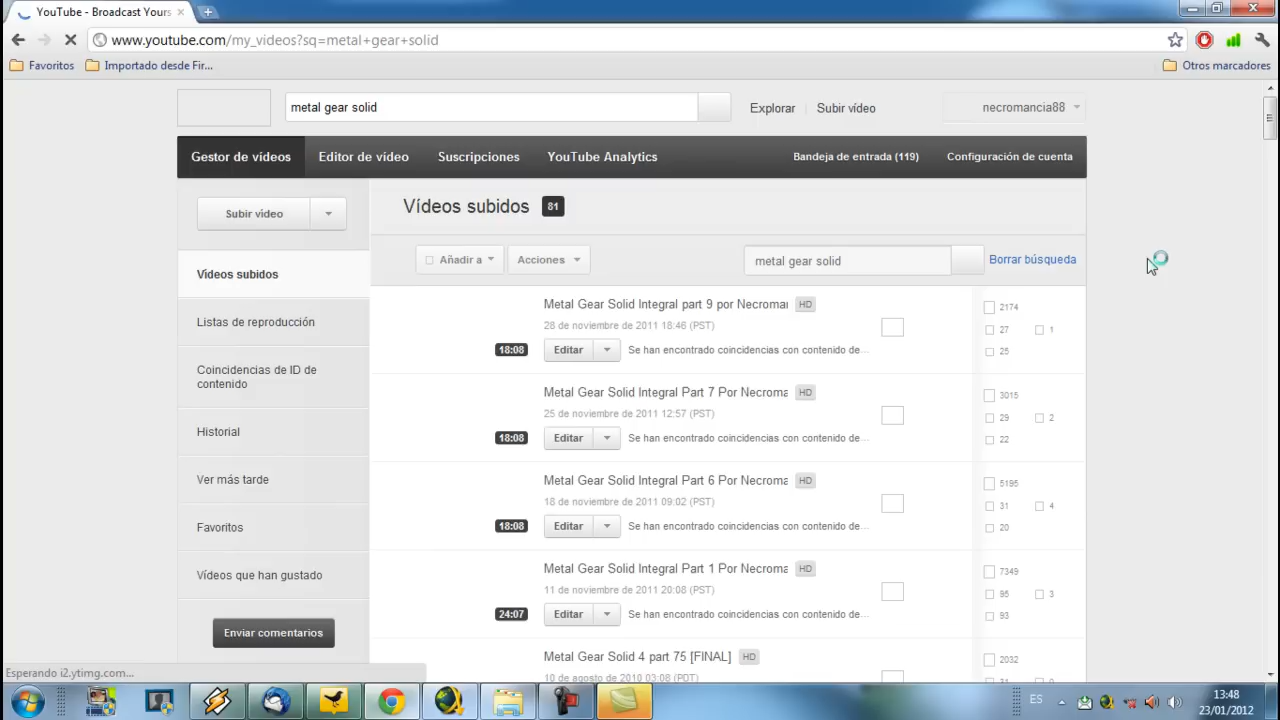 YouTube - Broadcast Yours
www.youtube.com/my_videos?sq=metal+gear+solid
Favoritos
Importado desde Fir...
Otros marcadores
metal gear solid
Explorar
Subir vídeo
necromancia88
Gestor de vídeos
Editor de vídeo
Suscripciones
YouTube Analytics
Bandeja de entrada (119)
Configuración de cuenta
Subir vídeo
Vídeos subidos 81
Añadir a
Acciones
metal gear solid
Borrar búsqueda
Vídeos subidos
Listas de reproducción
Coincidencias de ID de
contenido
Historial
Ver más tarde
Favoritos
Vídeos que han gustado
Enviar comentarios
Metal Gear Solid Integral part 9 por Necromar HD
28 de noviembre de 2011 18:46 (PST)
18:08 Editar Se han encontrado coincidencias con contenido de...
2174
27 1
25
Metal Gear Solid Integral Part 7 Por Necroma HD
25 de noviembre de 2011 12:57 (PST)
18:08 Editar Se han encontrado coincidencias con contenido de...
3015
29 2
22
Metal Gear Solid Integral Part 6 Por Necroma HD
18 de noviembre de 2011 09:02 (PST)
18:08 Editar Se han encontrado coincidencias con contenido de...
5195
31 4
20
Metal Gear Solid Integral Part 1 Por Necroma HD
11 de noviembre de 2011 20:08 (PST)
24:07 Editar Se han encontrado coincidencias con contenido de...
7349
95 3
93
Metal Gear Solid 4 part 75 [FINAL] HD
10 de agosto de 2010 03:08 (PDT)
2032
Esperando i2.ytimg.com...
ES
13:48
23/01/2012